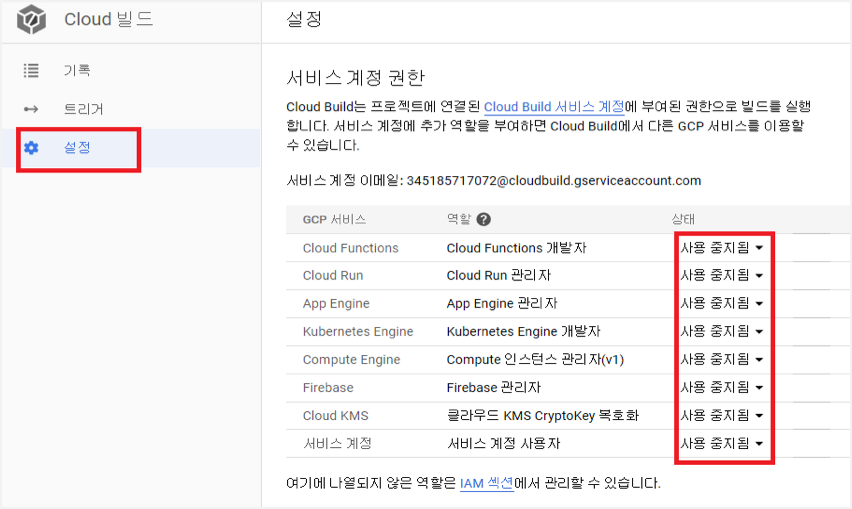 Cloud 빌드
설정
기록
트리거
설정
서비스 계정 권한
Cloud Build는 프로젝트에 연결된 Cloud Build 서비스 계정에 부여된 권한으로 빌드를 실행
합니다. 서비스 계정에 추가 역할을 부여하면 Cloud Build에서 다른 GCP 서비스를 이용할
수 있습니다.
서비스 계정 이메일: 345185717072@cloudbuild.gserviceaccount.com
GCP 서비스 역할 ? 상태
Cloud Functions Cloud Functions 개발자 사용 중지됨
Cloud Run Cloud Run 관리자 사용 중지됨
App Engine App Engine 관리자 사용 중지됨
Kubernetes Engine Kubernetes Engine 개발자 사용 중지됨
Compute Engine Compute 인스턴스 관리자(v1) 사용 중지됨
Firebase Firebase 관리자 사용 중지됨
Cloud KMS 클라우드 KMS CryptoKey 복호화 사용 중지됨
서비스 계정 서비스 계정 사용자 사용 중지됨
여기에 나열되지 않은 역할은 IAM 섹션에서 관리할 수 있습니다.